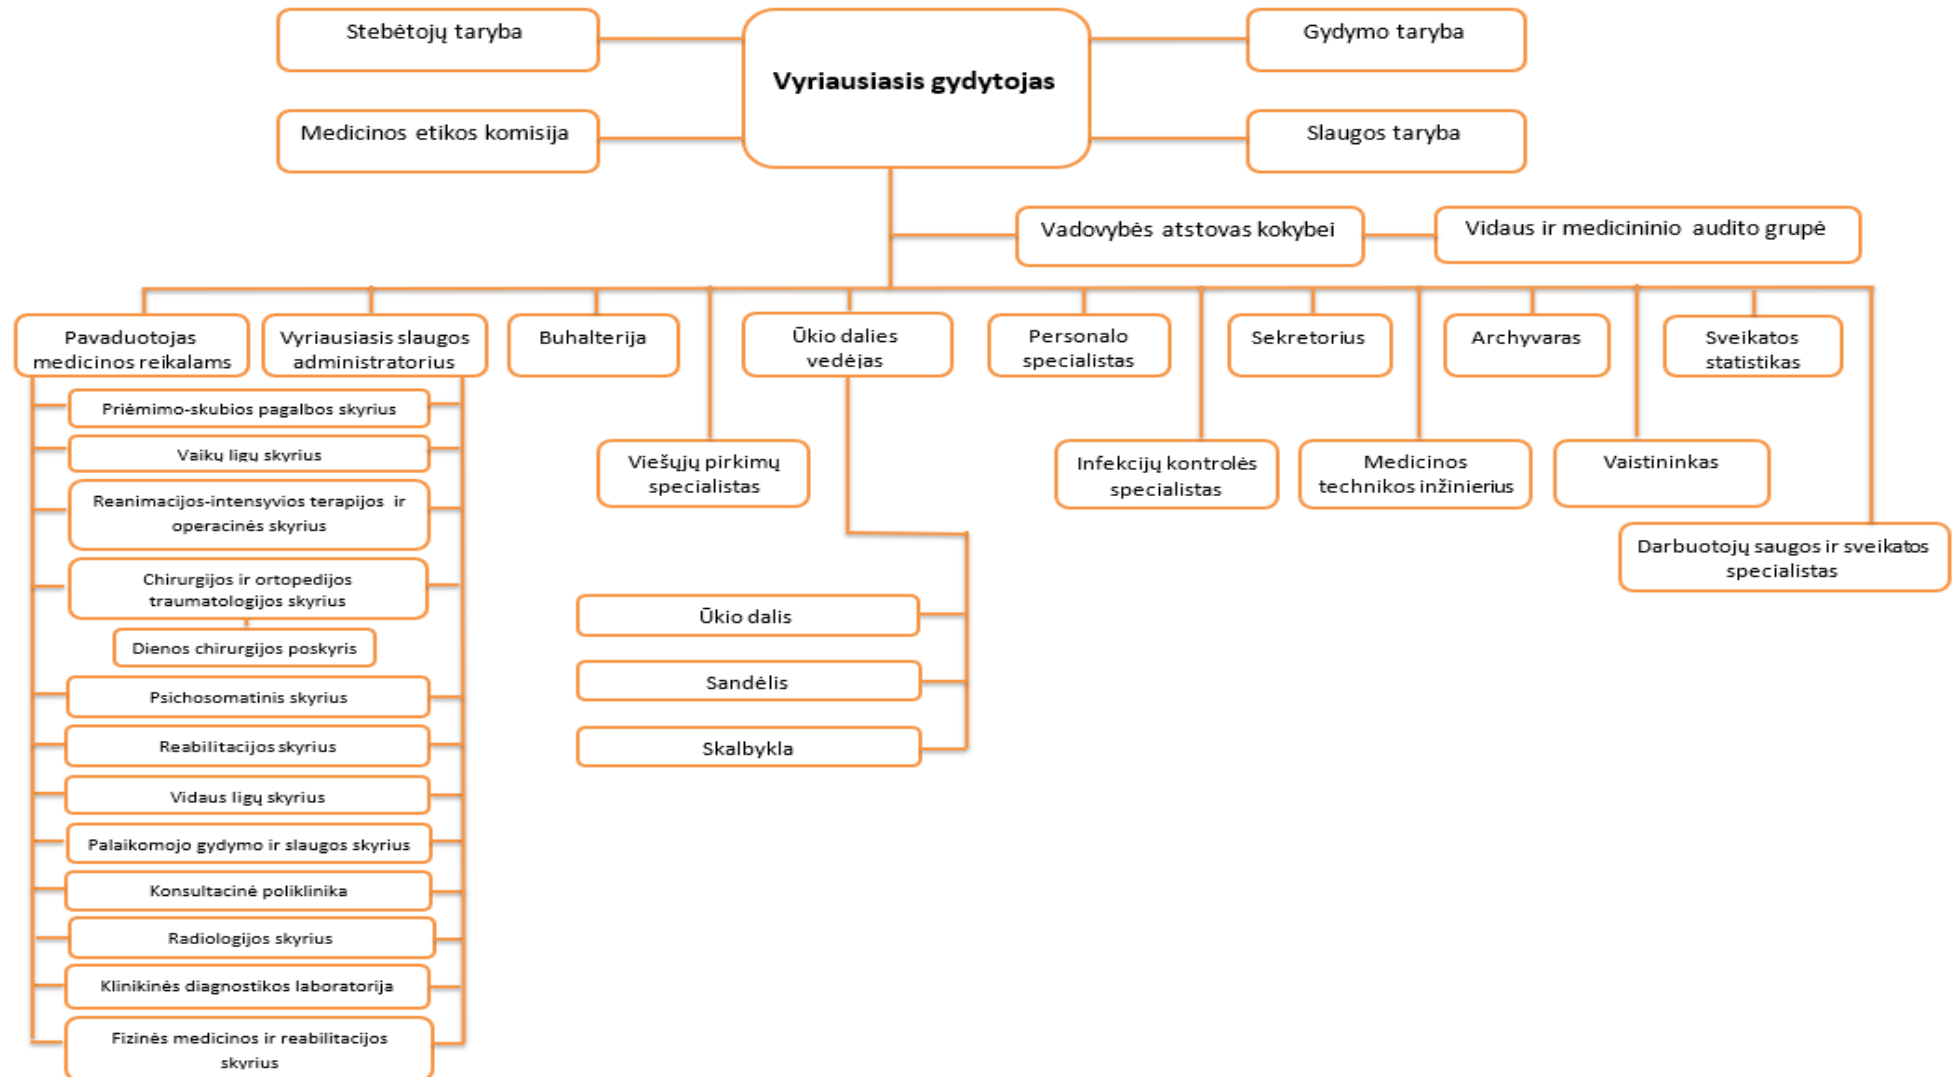 Stebėtojų taryba
Vyriausiasis gydytojas
Gydymo taryba
Medicinos etikos komisija
Slaugos taryba
Vadovybės atstovas kokybei
Vidaus ir medicininio audito grupė
Pavaduotojas
medicinos reikalams
Vyriausiasis slaugos
administratorius
Buhalterija
Ūkio dalies
vedėjas
Personalo
specialistas
Sekretorius
Archyvaras
Sveikatos
statistikas
Viešųjų pirkimų
specialistas
Infekcijų kontrolės
specialistas
Medicinos
technikos inžinierius
Vaistininkas
Darbuotojų saugos ir sveikatos
specialistas
Priėmimo-skubios pagalbos skyrius
Vaikų ligų skyrius
Reanimacijos-intensyvios terapijos ir
operacinės skyrius
Chirurgijos ir ortopedijos
traumatologijos skyrius
Dienos chirurgijos poskyris
Psichosomatinis skyrius
Reabilitacijos skyrius
Vidaus ligų skyrius
Palaikomojo gydymo ir slaugos skyrius
Konsultacinė poliklinika
Radiologijos skyrius
Klinikinės diagnostikos laboratorija
Fizinės medicinos ir reabilitacijos
skyrius
Ūkio dalis
Sandėlis
Skalbykla